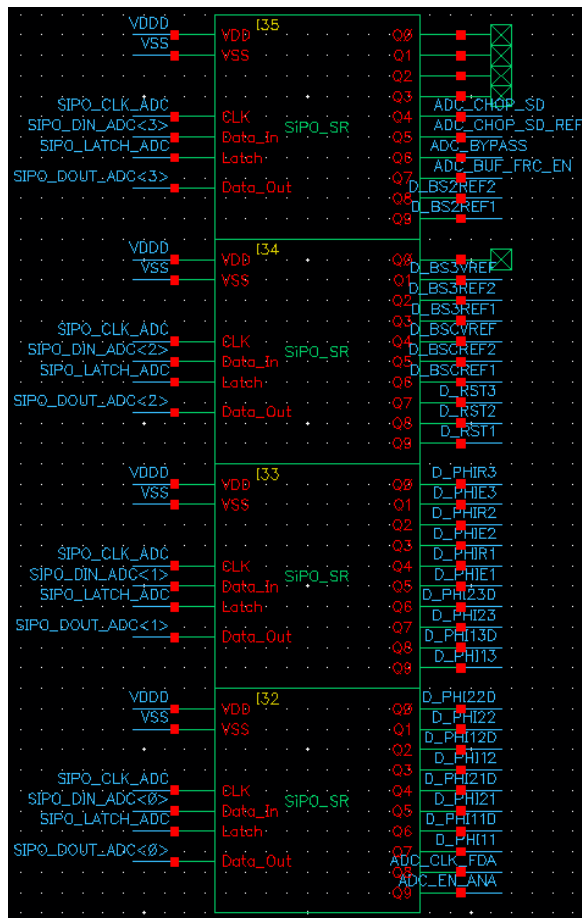 I35
VDDD VDD Q0
VSS VSS Q1
Q2
Q3
SIPO_CLK_ADC CLK Q4 ADC_CHOP_SD
SIPO_DIN_ADC<3> Data_In Q5 ADC_CHOP_SD_REF
SIPO_LATCH_ADC Latch Q6 ADC_BYPASS
SiPO_SR
Q7 ADC_BUF_FRC_EN
SIPO_DOUT_ADC<3> Data_Out
Q8 D_BS2REF2
Q9 D_BS2REF1
I34
VDDD VDD Q0
VSS VSS Q1 D_BS3VREF
Q2 D_BS3REF2
Q3 D_BS3REF1
SIPO_CLK_ADC CLK Q4 D_BSCVREF
SIPO_DIN_ADC<2> Data_In Q5 D_BSCREF2
SIPO_LATCH_ADC Latch Q6 D_BSCREF1
SiPO_SR
Q7 D_RST3
SIPO_DOUT_ADC<2> Data_Out
Q8 D_RST2
Q9 D_RST1
I33
VDDD VDD Q0 D_PHIR3
VSS VSS Q1 D_PHIE3
Q2 D_PHIR2
Q3 D_PHIE2
SIPO_CLK_ADC CLK Q4 D_PHIR1
SIPO_DIN_ADC<1> Data_In Q5 D_PHIE1
SIPO_LATCH_ADC Latch Q6 D_PHI23D
SiPO_SR
Q7 D_PHI23
SIPO_DOUT_ADC<1> Data_Out
Q8 D_PHI13D
Q9 D_PHI13
I32
VDDD VDD Q0 D_PHI22D
VSS VSS Q1 D_PHI22
Q2 D_PHI12D
Q3 D_PHI12
SIPO_CLK_ADC CLK Q4 D_PHI21D
SIPO_DIN_ADC<0> Data_In Q5 D_PHI21
SIPO_LATCH_ADC Latch Q6 D_PHI11D
SiPO_SR
Q7 D_PHI11
SIPO_DOUT_ADC<0> Data_Out
Q8 ADC_CLK_FDA
Q9 ADC_EN_ANA